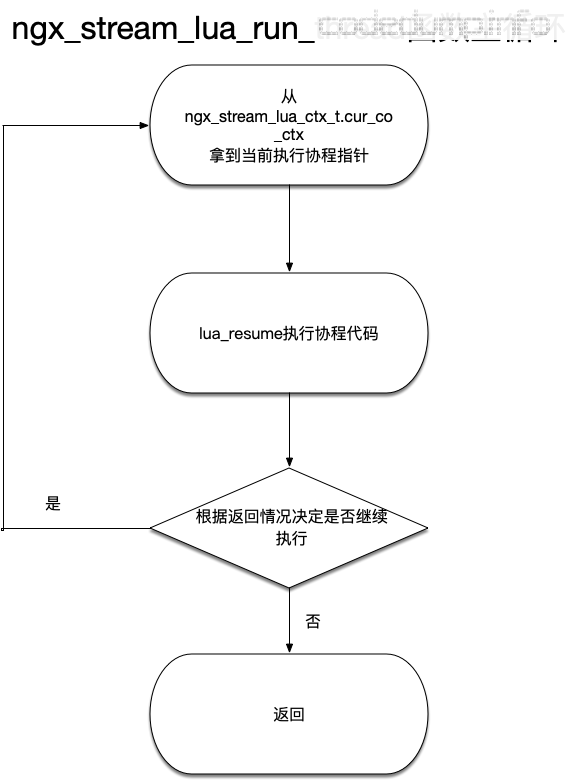 ngx_stream_lua_run_
从
ngx_stream_lua_ctx_t.cur_co
_ctx
拿到当前执行协程指针
lua_resume执行协程代码
是
根据返回情况决定是否继续
执行
否
返回